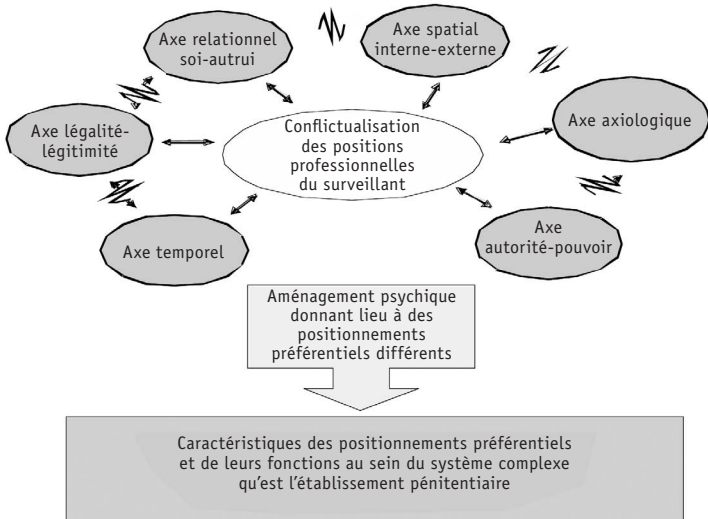 Axe relationnel
soi-autrui
Axe spatial
interne-externe
Axe légalité-
légitimité
Conflictualisation
des positions
professionnelles
du surveillant
Axe axiologique
Axe temporel
Axe
autorité-pouvoir
Aménagement psychique
donnant lieu à des
positionnements
préférentiels différents
Caractéristiques des positionnements préférentiels
et de leurs fonctions au sein du système complexe
qu'est l'établissement pénitentiaire